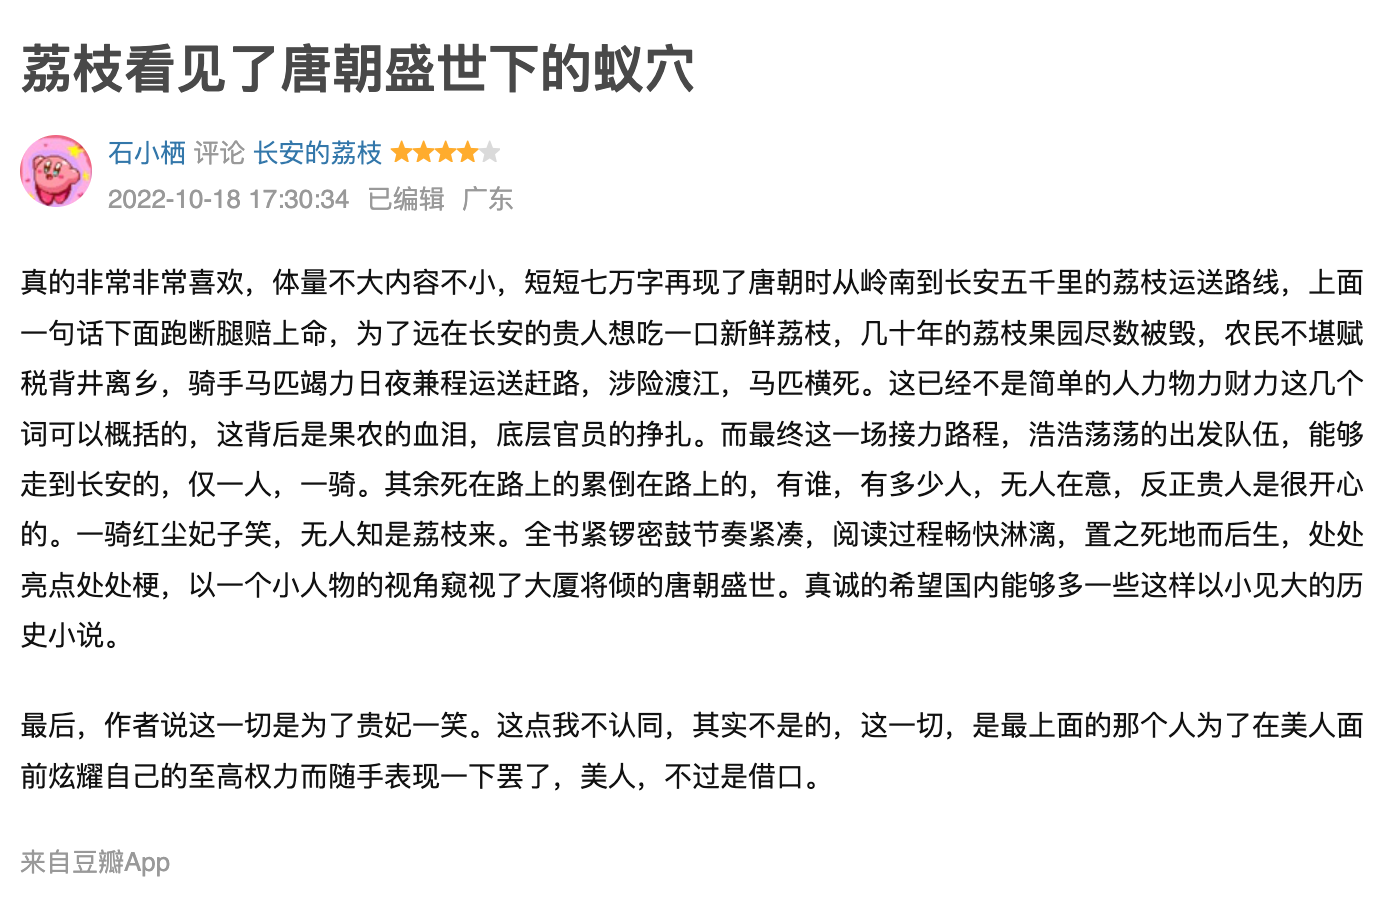 荔枝看见了唐朝盛世下的蚁穴
石小栖 评论 长安的荔枝
2022-10-18 17:30:34 已编辑 广东
真的非常非常喜欢，体量不大内容不小，短短七万字再现了唐朝时从岭南到长安五千里的荔枝运送路线，上面
一句话下面跑断腿赔上命，为了远在长安的贵人想吃一口新鲜荔枝，几十年的荔枝果园尽数被毁，农民不堪赋
税背井离乡，骑手马匹竭力日夜兼程运送赶路，涉险渡江，马匹横死。这已经不是简单的人力物力财力这几个
词可以概括的，这背后是果农的血泪，底层官员的挣扎。而最终这一场接力路程，浩浩荡荡的出发队伍，能够
走到长安的，仅一人，一骑。其余死在路上的累倒在路上的，有谁，有多少人，无人在意，反正贵人是很开心
的。一骑红尘妃子笑，无人知是荔枝来。全书紧锣密鼓节奏紧凑，阅读过程畅快淋漓，置之死地而后生，处处
亮点处处梗，以一个小人物的视角窥视了大厦将倾的唐朝盛世。真诚的希望国内能够多一些这样以小见大的历
史小说。
最后，作者说这一切是为了贵妃一笑。这点我不认同，其实不是的，这一切，是最上面的那个人为了在美人面
前炫耀自己的至高权力而随手表现一下罢了，美人，不过是借口。
来自豆瓣App